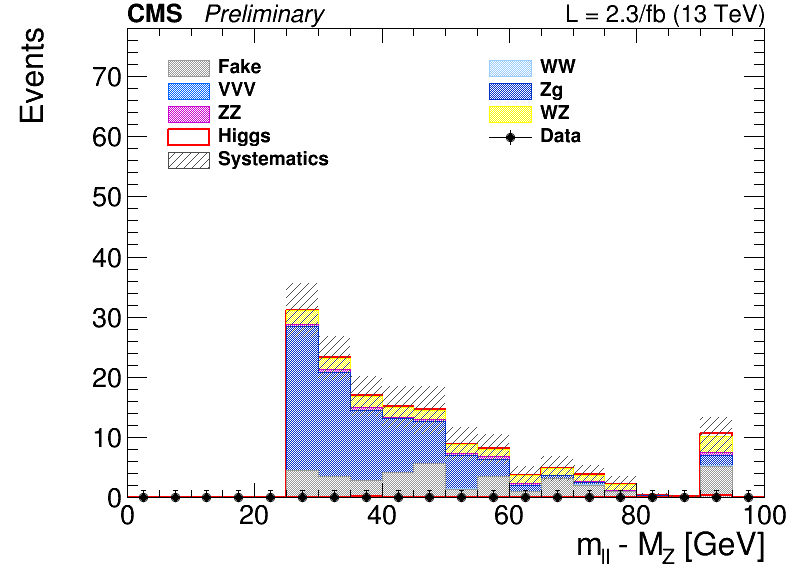 CMS Preliminary L = 2.3/fb (13 TeV)
Events
70
60
50
40
30
20
10
0
Fake
VVV
ZZ
Higgs
Systematics
WW
Zg
WZ
Data
0 20 40 60 80 100
m_ll - M_Z [GeV]